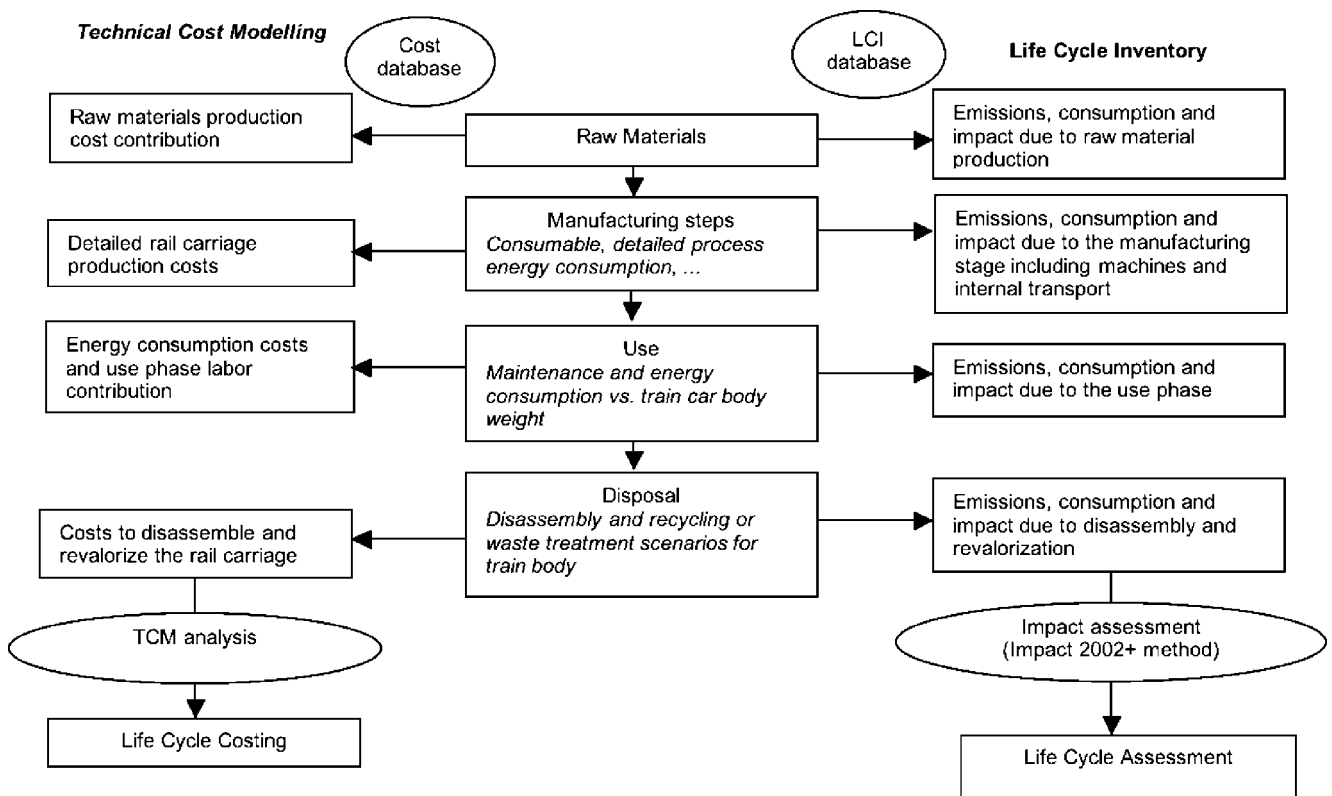 Technical Cost Modelling
Cost
database
LCI
database
Life Cycle Inventory
Raw materials production
cost contribution
Raw Materials
Emissions, consumption and
impact due to raw material
production
Detailed rail carriage
production costs
Manufacturing steps
Consumable, detailed process
energy consumption, ...
Emissions, consumption and
impact due to the manufacturing
stage including machines and
internal transport
Energy consumption costs
and use phase labor
contribution
Use
Maintenance and energy
consumption vs. train car body
weight
Emissions, consumption and
impact due to the use phase
Costs to disassemble and
revalorize the rail carriage
Disposal
Disassembly and recycling or
waste treatment scenarios for
train body
Emissions, consumption and
impact due to disassembly and
revalorization
TCM analysis
Impact assessment
(Impact 2002+ method)
Life Cycle Costing
Life Cycle Assessment